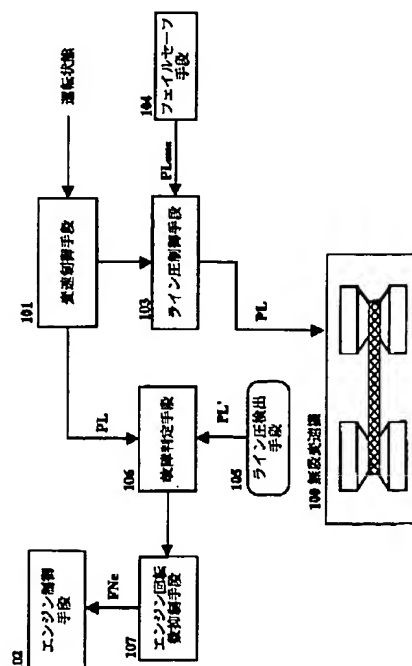 02
エンジン制御
手段
FNe
エンジン回転
数抑制手段
107
101
変速制御手段
運転状態
PL
106
故障判定手段
PL'
105
ライン圧検出
手段
103
ライン圧制御手段
104
フェイルセーフ
手段
PL
100 無段変速機